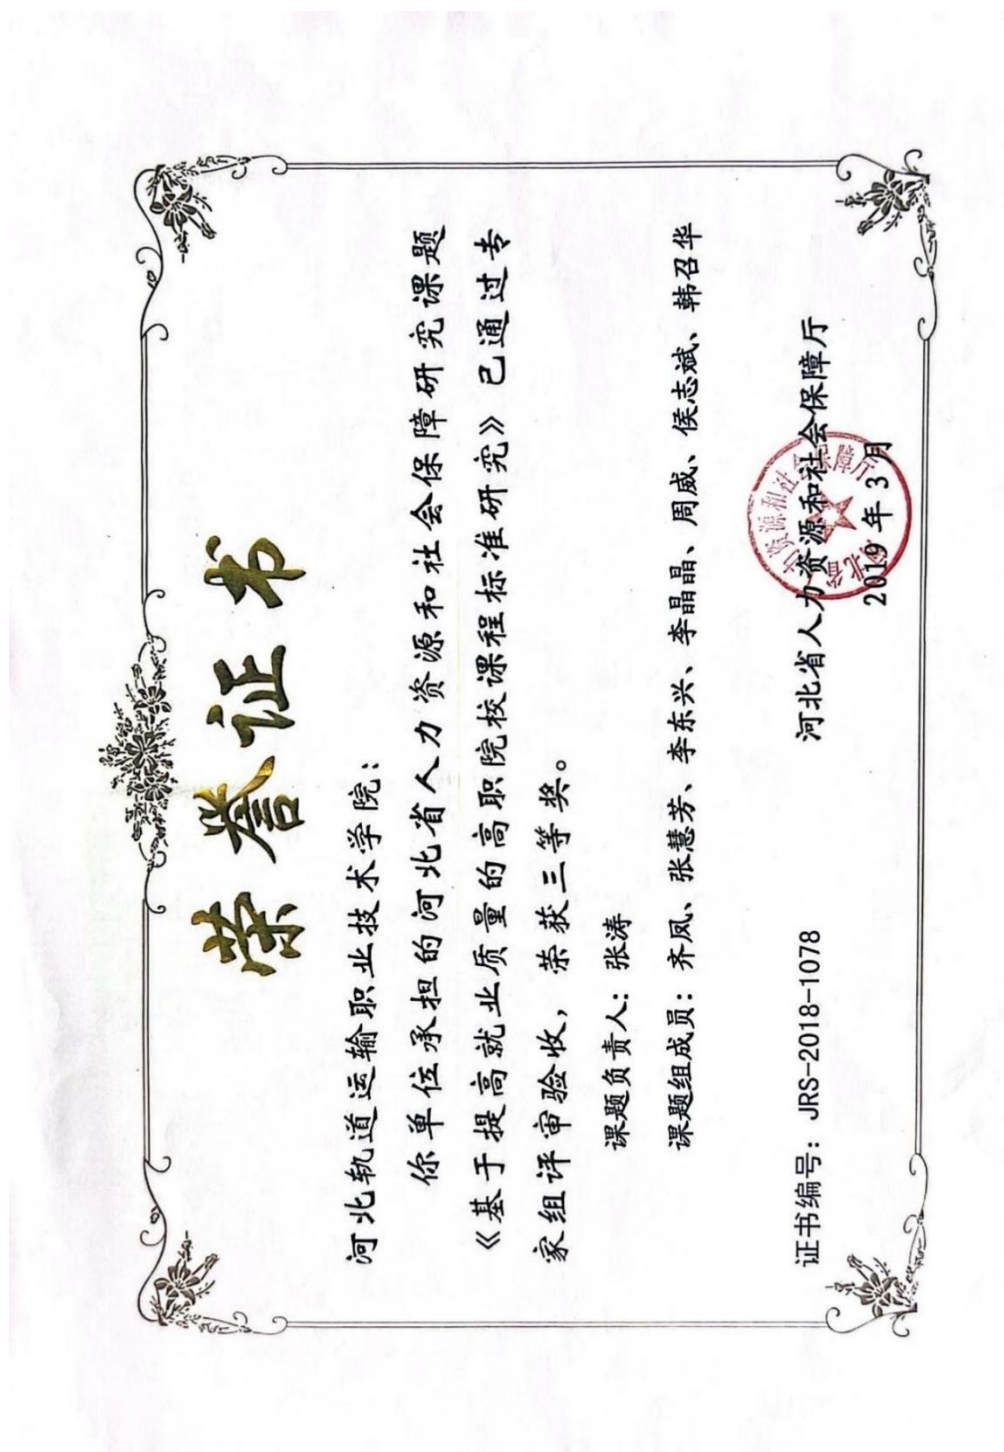 荣誉证书
河北轨道运输职业技术学院：
你单位承担的河北省人力资源和社会保障研究课题
《基于提高就业质量的高职院校课程标准研究》已通过专
家组评审验收，荣获三等奖。
课题负责人：张涛
课题组成员：齐凤、张慧芳、李东兴、李晶晶、周威、侯志斌、韩召华
证书编号：JRS-2018-1078
河北省人力资源和社会保障厅
2019年3月